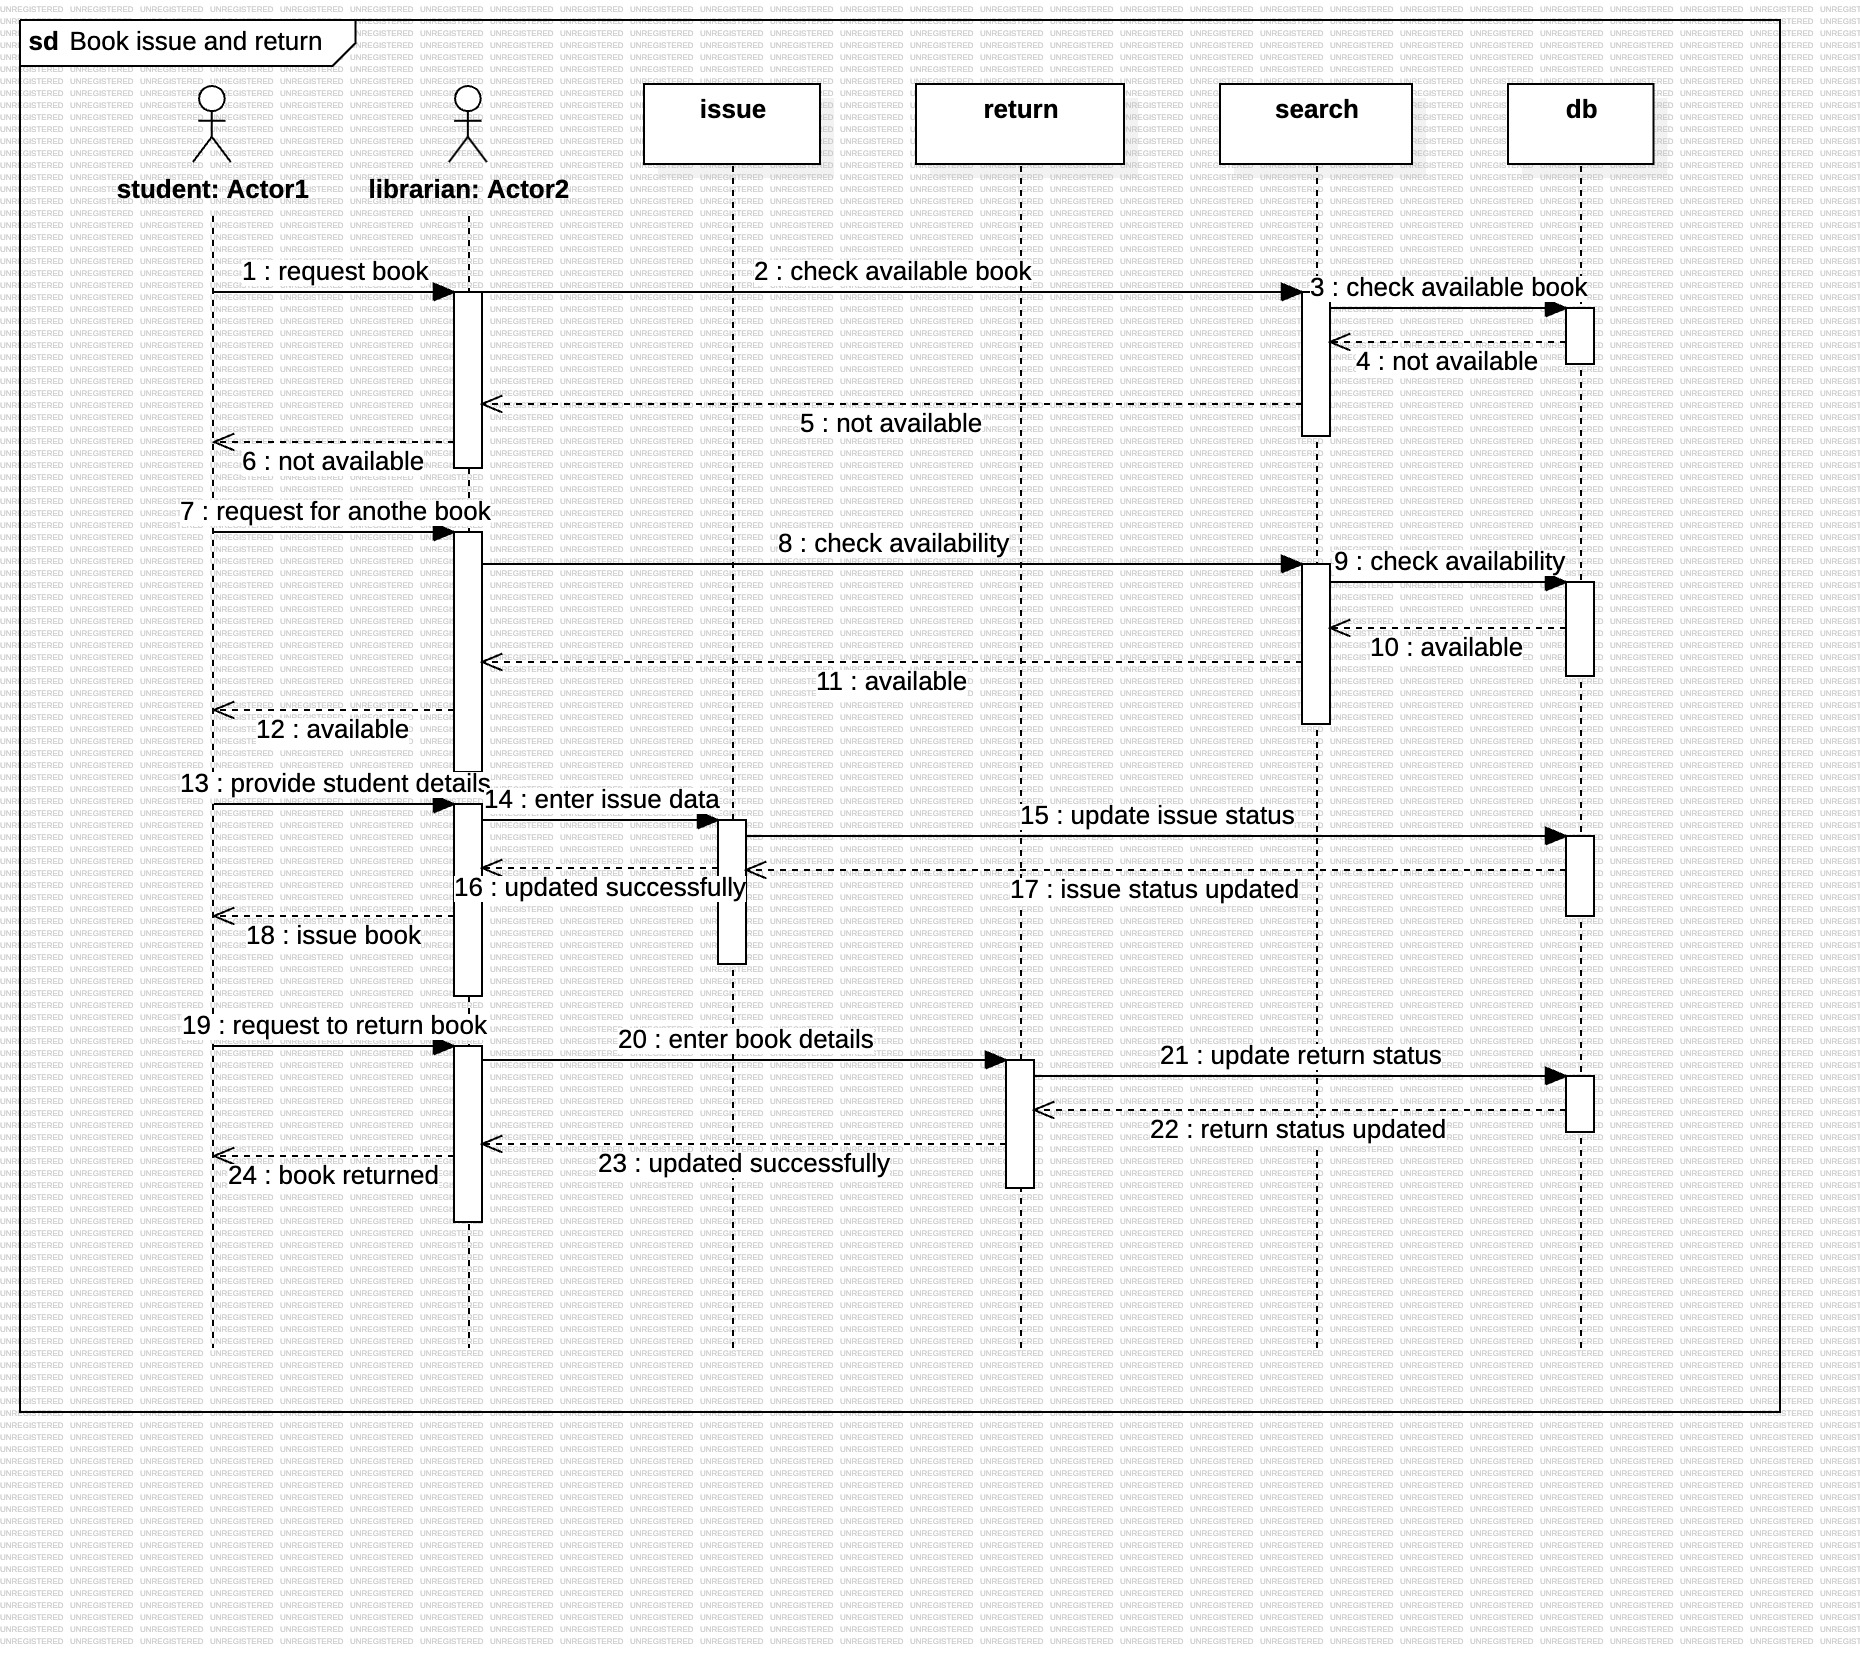 sd Book issue and return
student: Actor1
librarian: Actor2
issue
return
search
db
1 : request book
2 : check available book
3 : check available book
4 : not available
5 : not available
6 : not available
7 : request for anothe book
8 : check availability
9 : check availability
10 : available
11 : available
12 : available
13 : provide student details
14 : enter issue data
15 : update issue status
16 : updated successfully
17 : issue status updated
18 : issue book
19 : request to return book
20 : enter book details
21 : update return status
22 : return status updated
23 : updated successfully
24 : book returned
UNREGISTERED